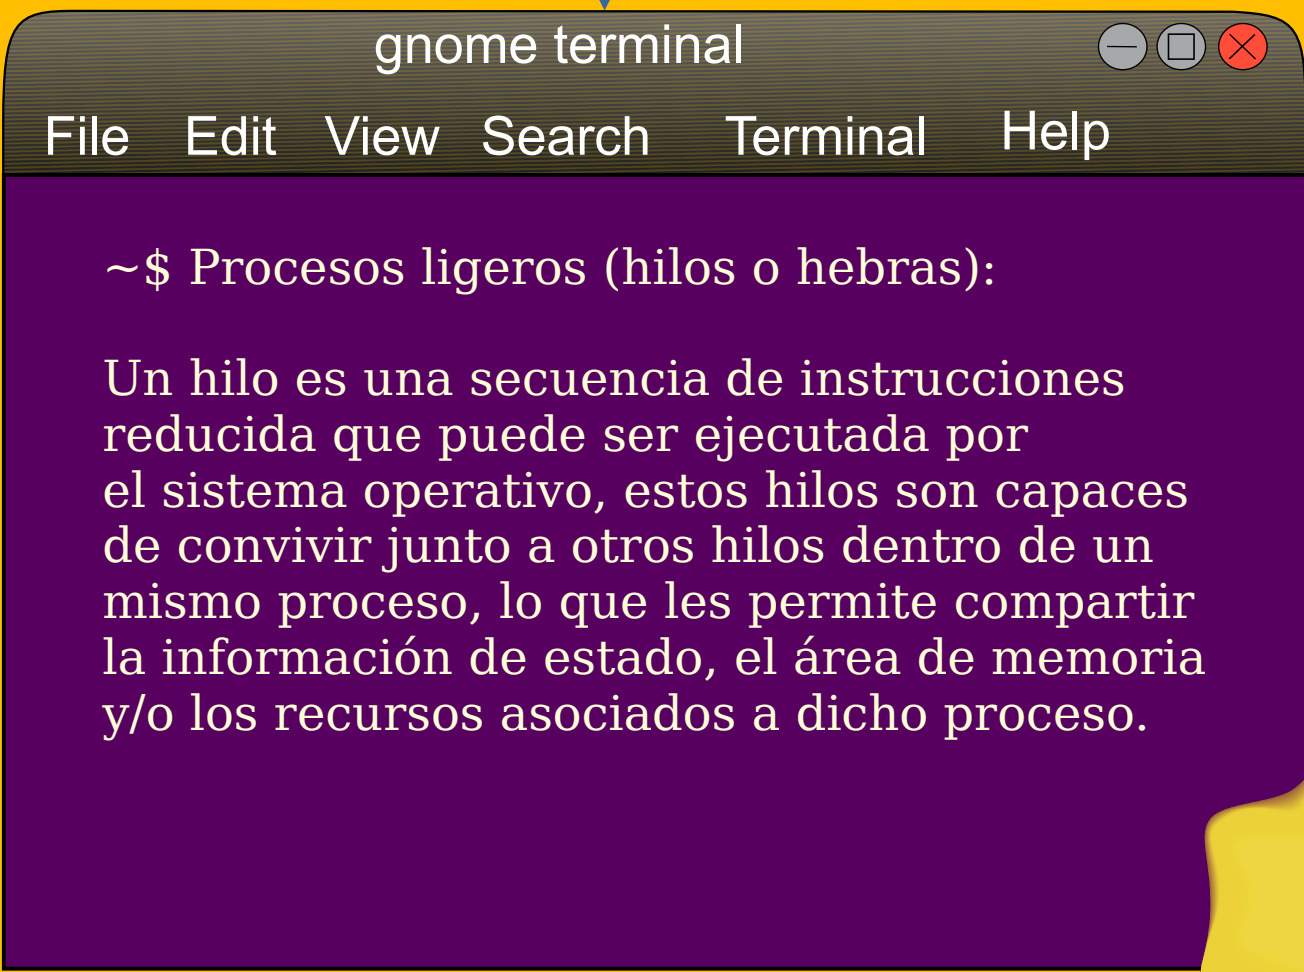 gnome terminal
File Edit View Search Terminal Help
~$ Procesos ligeros (hilos o hebras):
Un hilo es una secuencia de instrucciones
reducida que puede ser ejecutada por
el sistema operativo, estos hilos son capaces
de convivir junto a otros hilos dentro de un
mismo proceso, lo que les permite compartir
la información de estado, el área de memoria
y/o los recursos asociados a dicho proceso.